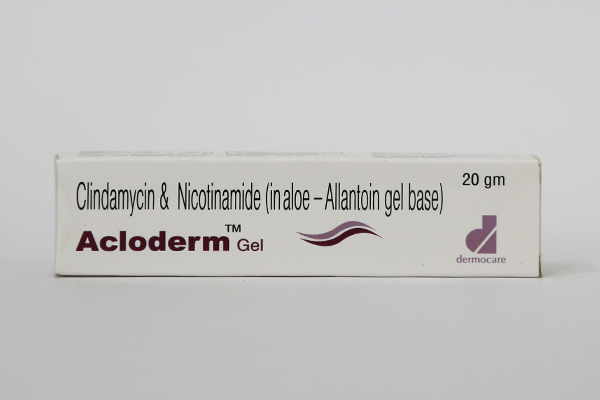 Clindamycin & Nicotinamide (in aloe – Allantoin gel base)
20 gm
Acloderm™ Gel
dermocare